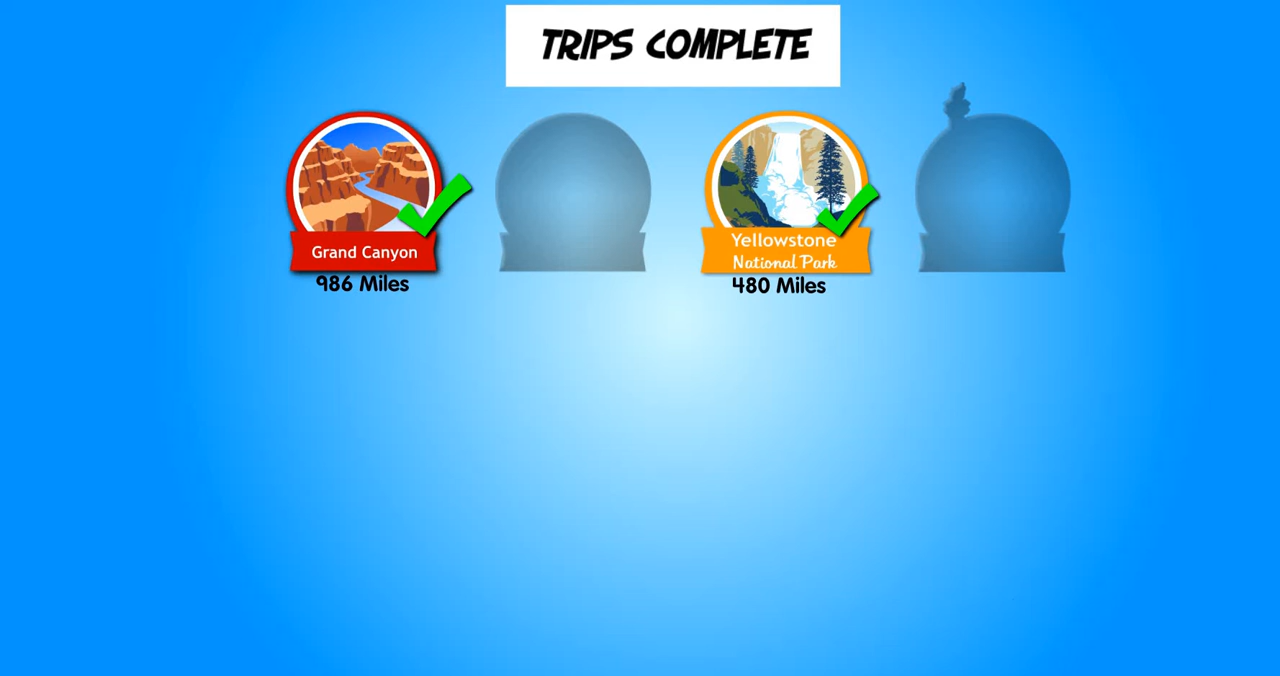 TRIPS COMPLETE
Grand Canyon
986 Miles
Yellowstone
National Park
480 Miles